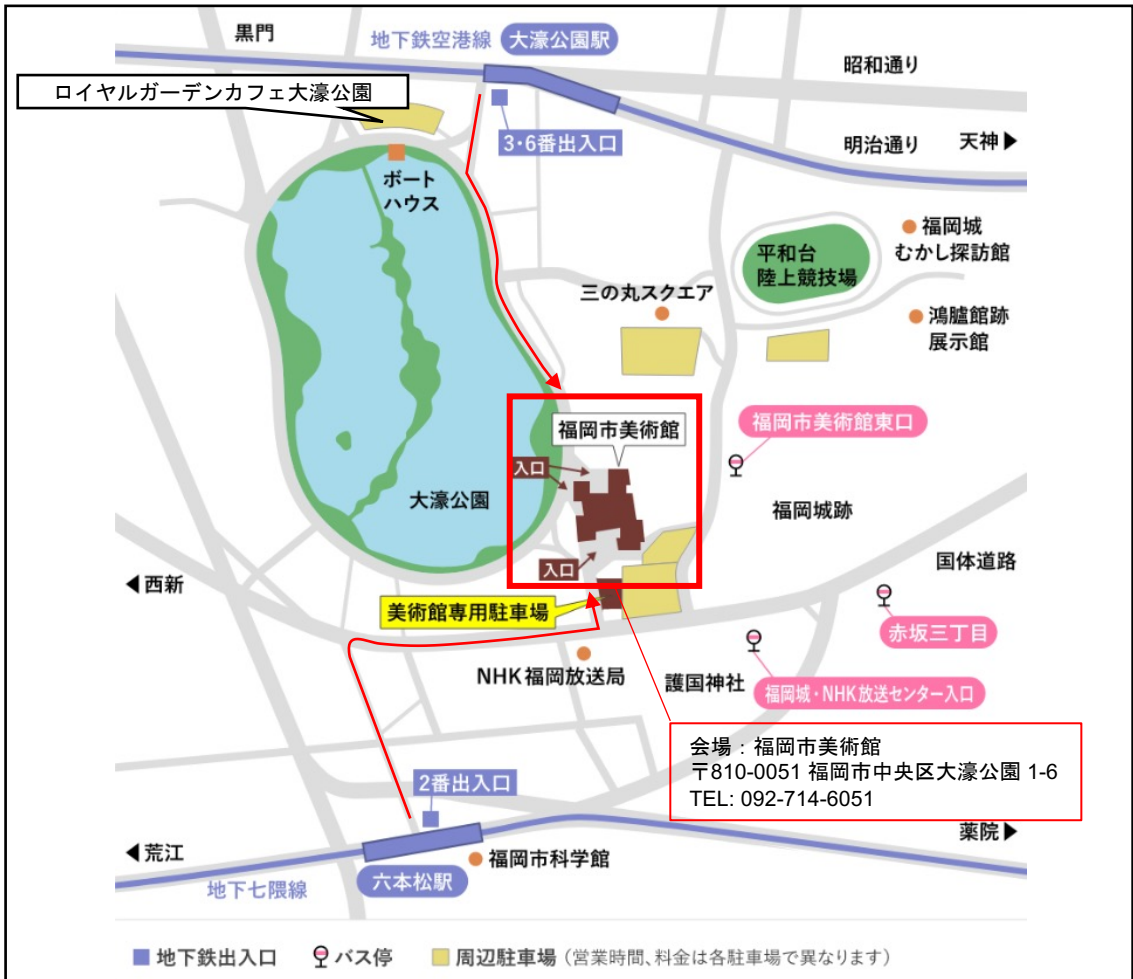 黒門
地下鉄空港線
大濠公園駅
昭和通り
ロイヤルガーデンカフェ大濠公園
3・6番出入口
明治通り
天神▶
ボート
ハウス
福岡城
むかし探訪館
平和台
陸上競技場
三の丸スクエア
鴻臚館跡
展示館
福岡市美術館
福岡市美術館東口
入口
大濠公園
福岡城跡
国体道路
入口
◀西新
美術館専用駐車場
赤坂三丁目
NHK福岡放送局
護国神社
福岡城・NHK放送センター入口
会場：福岡市美術館
〒810-0051 福岡市中央区大濠公園 1-6
TEL: 092-714-6051
2番出入口
薬院▶
◀荒江
福岡市科学館
六本松駅
地下七隈線
地下鉄出入口
バス停
周辺駐車場（営業時間、料金は各駐車場で異なります）